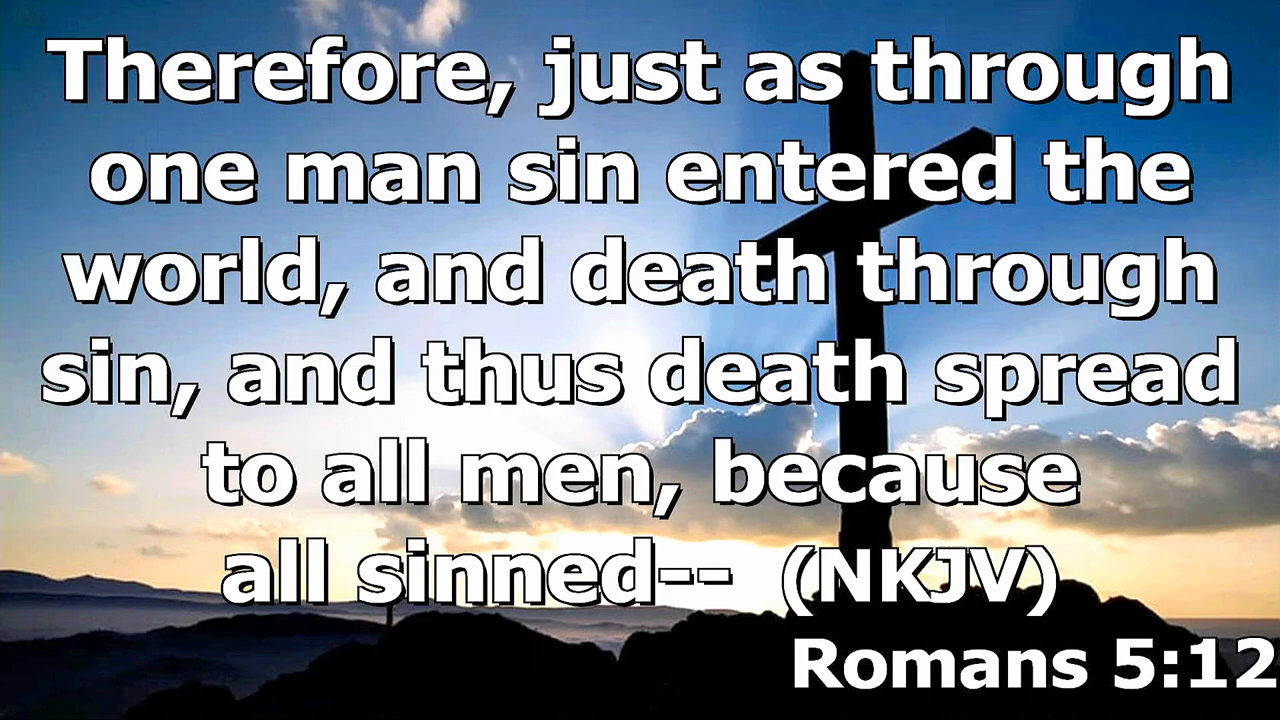 Therefore, just as through
one man sin entered the
world, and death through
sin, and thus death spread
to all men, because
all sinned-- (NKJV)
Romans 5:12